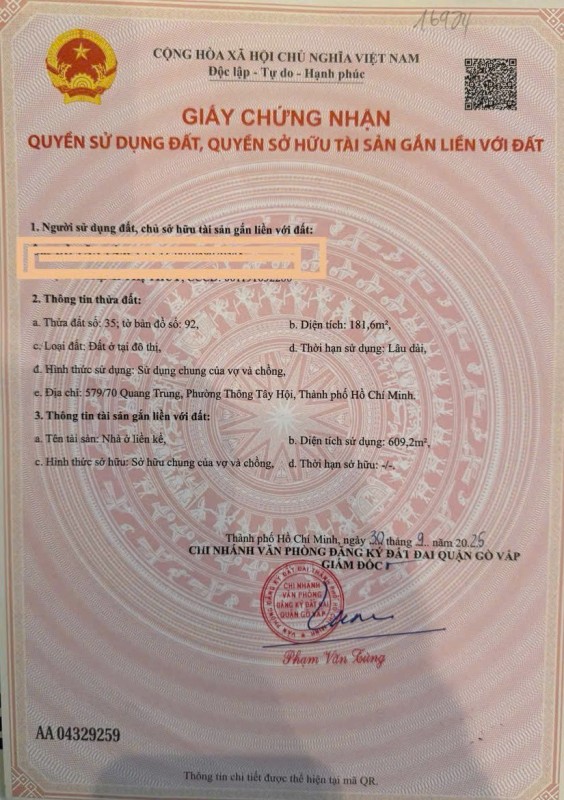 16924
CỘNG HÒA XÃ HỘI CHỦ NGHĨA VIỆT NAM
Độc lập - Tự do - Hạnh phúc
GIẤY CHỨNG NHẬN
QUYỀN SỬ DỤNG ĐẤT, QUYỀN SỞ HỮU TÀI SẢN GẮN LIỀN VỚI ĐẤT
1. Người sử dụng đất, chủ sở hữu tài sản gắn liền với đất:
2. Thông tin thửa đất:
a. Thửa đất số: 35; tờ bản đồ số: 92, b. Diện tích: 181,6m²,
c. Loại đất: Đất ở tại đô thị, d. Thời hạn sử dụng: Lâu dài,
đ. Hình thức sử dụng: Sử dụng chung của vợ và chồng,
e. Địa chỉ: 579/70 Quang Trung, Phường Thông Tây Hội, Thành phố Hồ Chí Minh.
3. Thông tin tài sản gắn liền với đất:
a. Tên tài sản: Nhà ở liền kề, b. Diện tích sử dụng: 609,2m²,
c. Hình thức sở hữu: Sở hữu chung của vợ và chồng, d. Thời hạn sở hữu: -/-.
Thành phố Hồ Chí Minh, ngày 30 tháng 9.. năm 2025
CHI NHÁNH VĂN PHÒNG ĐĂNG KÝ ĐẤT ĐAI QUẬN GÒ VẤP
GIÁM ĐỐC
CHI NHÁNH
VĂN PHÒNG
ĐĂNG KÝ ĐẤT ĐAI
QUẬN GÒ VẤP
Phạm Văn Tùng
AA 04329259
Thông tin chi tiết được thể hiện tại mã QR.